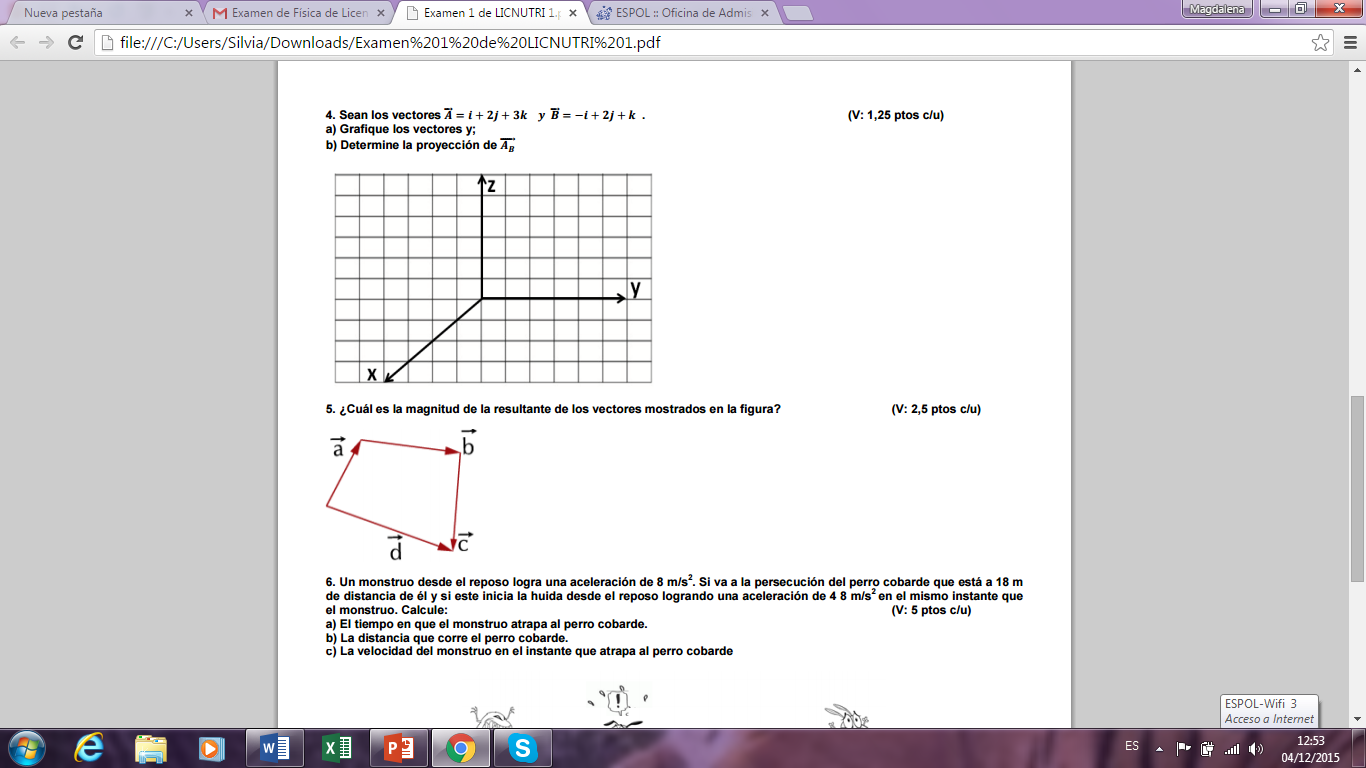 Nueva pestaña
Examen de Física de Licen
Examen 1 de LICNUTRI 1.p
ESPOL :: Oficina de Admis
Magdalena
file:///C:/Users/Silvia/Downloads/Examen%201%20de%20LICNUTRI%201.pdf
4. Sean los vectores A⃗ = i + 2j + 3k y B⃗ = −i + 2j + k . (V: 1,25 ptos c/u)
a) Grafique los vectores y;
b) Determine la proyección de A_B⃗
z
y
x
5. ¿Cuál es la magnitud de la resultante de los vectores mostrados en la figura? (V: 2,5 ptos c/u)
a⃗
b⃗
c⃗
d⃗
6. Un monstruo desde el reposo logra una aceleración de 8 m/s². Si va a la persecución del perro cobarde que está a 18 m
de distancia de él y si este inicia la huida desde el reposo logrando una aceleración de 4 8 m/s² en el mismo instante que
el monstruo. Calcule: (V: 5 ptos c/u)
a) El tiempo en que el monstruo atrapa al perro cobarde.
b) La distancia que corre el perro cobarde.
c) La velocidad del monstruo en el instante que atrapa al perro cobarde
!
ESPOL-Wifi 3
Acceso a Internet
ES
12:53
04/12/2015